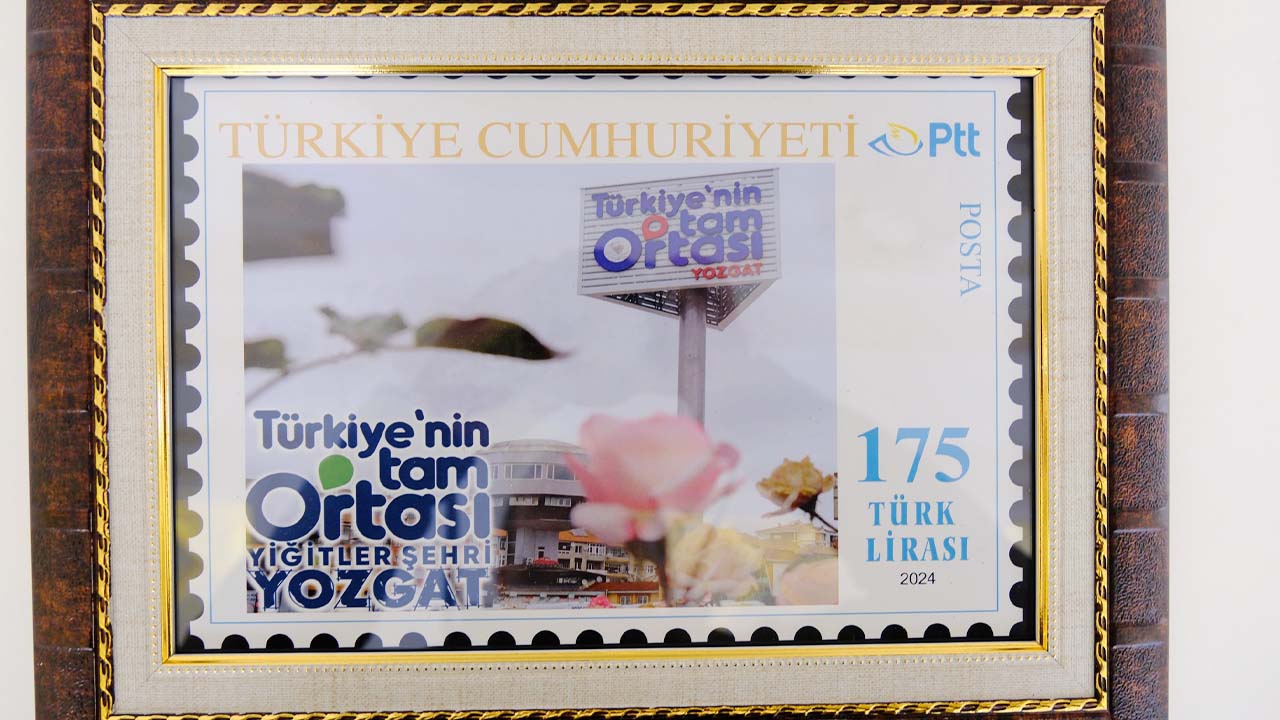 TÜRKİYE CUMHURİYETİ
Ptt
POSTA
Türkiye'nin
tam
Ortası
YOZGAT
Türkiye'nin
tam
Ortası
YİĞİTLER ŞEHRİ
YOZGAT
175
TÜRK
LİRASI
2024